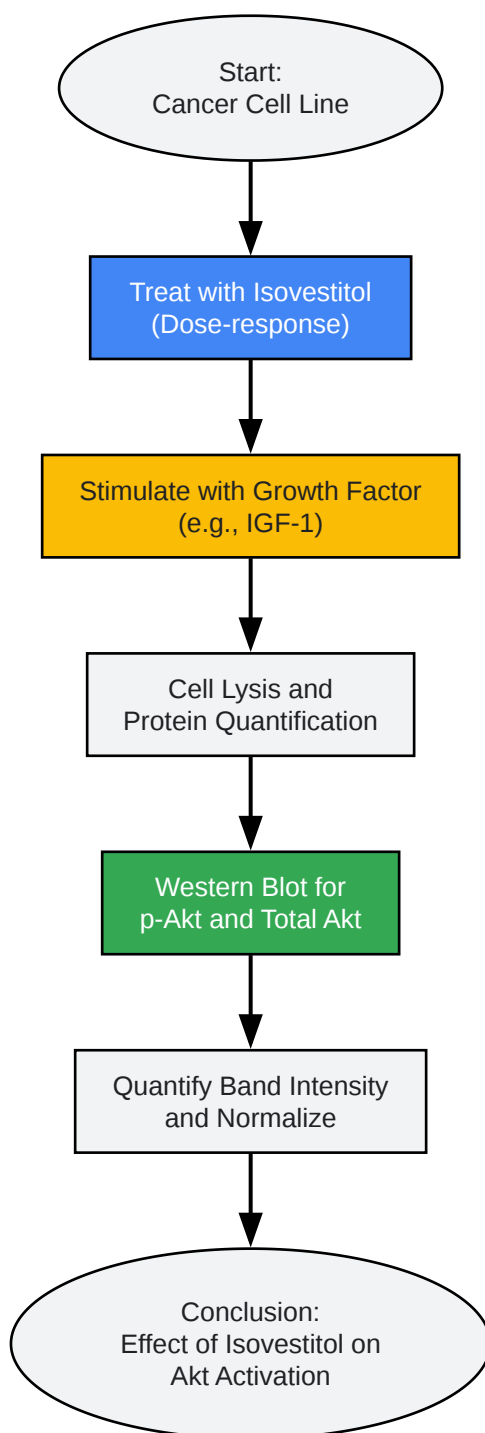 Start:
Cancer Cell Line
Treat with Isovestitol
(Dose-response)
Stimulate with Growth Factor
(e.g., IGF-1)
Cell Lysis and
Protein Quantification
Western Blot for
p-Akt and Total Akt
Quantify Band Intensity
and Normalize
Conclusion:
Effect of Isovestitol on
Akt Activation